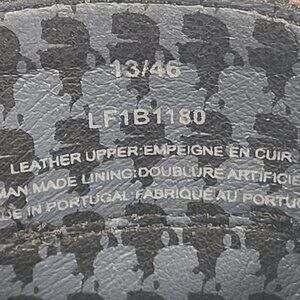 13/46
LF1B1180
LEATHER UPPER:EMPEIGNE EN CUIR
MAN MADE LINING:DOUBLURE ARTIFICIE
DE IN PORTUGAL FABRIQUE AU PORTUG